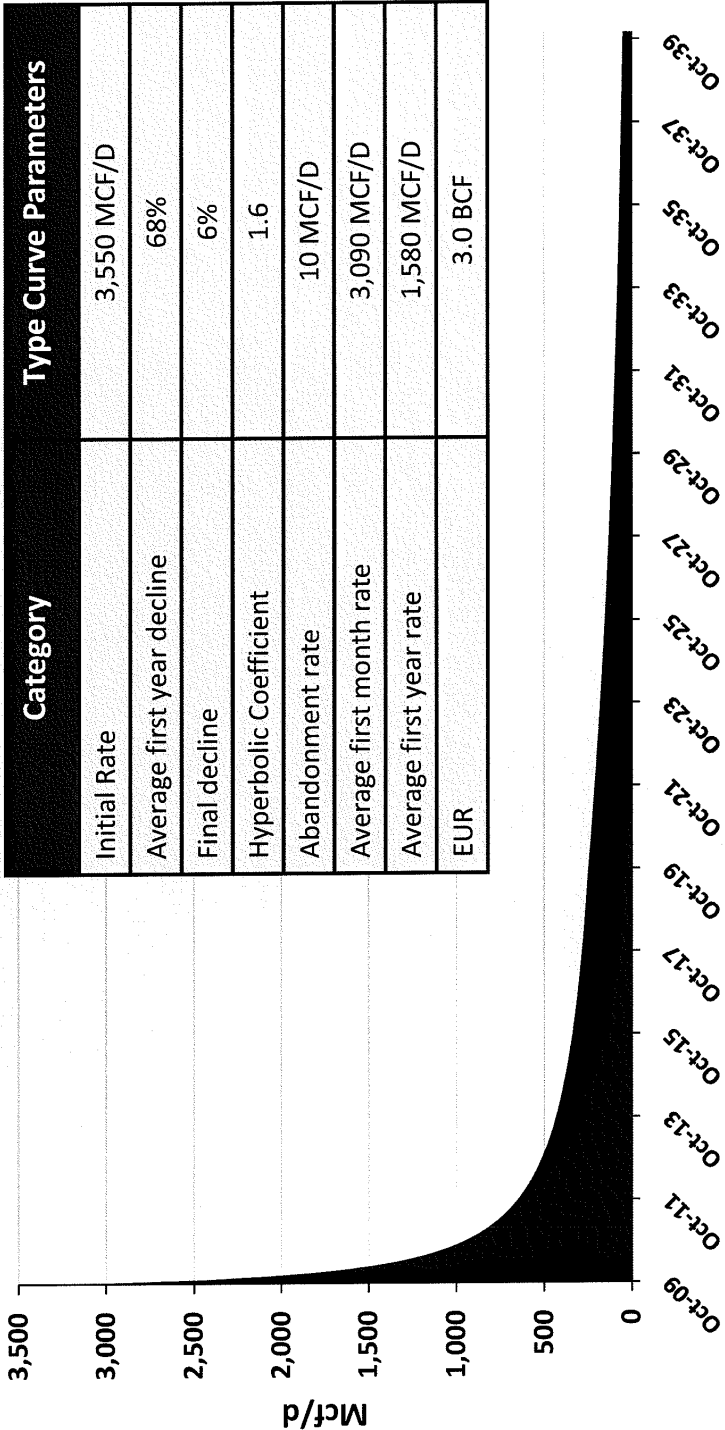 Category Type Curve Parameters
Initial Rate 3,550 MCF/D
Average first year decline 68%
Final decline 6%
Hyperbolic Coefficient 1.6
Abandonment rate 10 MCF/D
Average first month rate 3,090 MCF/D
Average first year rate 1,580 MCF/D
EUR 3.0 BCF
Mcf/d
3,500
3,000
2,500
2,000
1,500
1,000
500
0
Oct-09
Oct-11
Oct-13
Oct-15
Oct-17
Oct-19
Oct-21
Oct-23
Oct-25
Oct-27
Oct-29
Oct-31
Oct-33
Oct-35
Oct-37
Oct-39